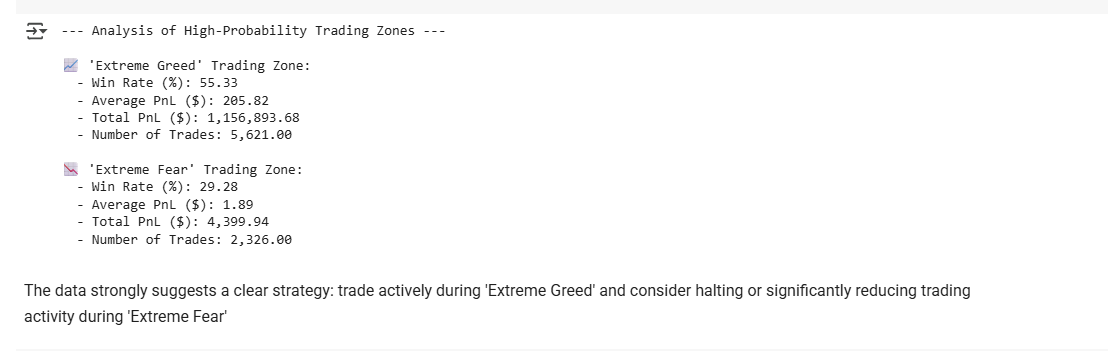 --- Analysis of High-Probability Trading Zones ---
📈 'Extreme Greed' Trading Zone:
- Win Rate (%): 55.33
- Average PnL ($): 205.82
- Total PnL ($): 1,156,893.68
- Number of Trades: 5,621.00
📉 'Extreme Fear' Trading Zone:
- Win Rate (%): 29.28
- Average PnL ($): 1.89
- Total PnL ($): 4,399.94
- Number of Trades: 2,326.00
The data strongly suggests a clear strategy: trade actively during 'Extreme Greed' and consider halting or significantly reducing trading
activity during 'Extreme Fear'